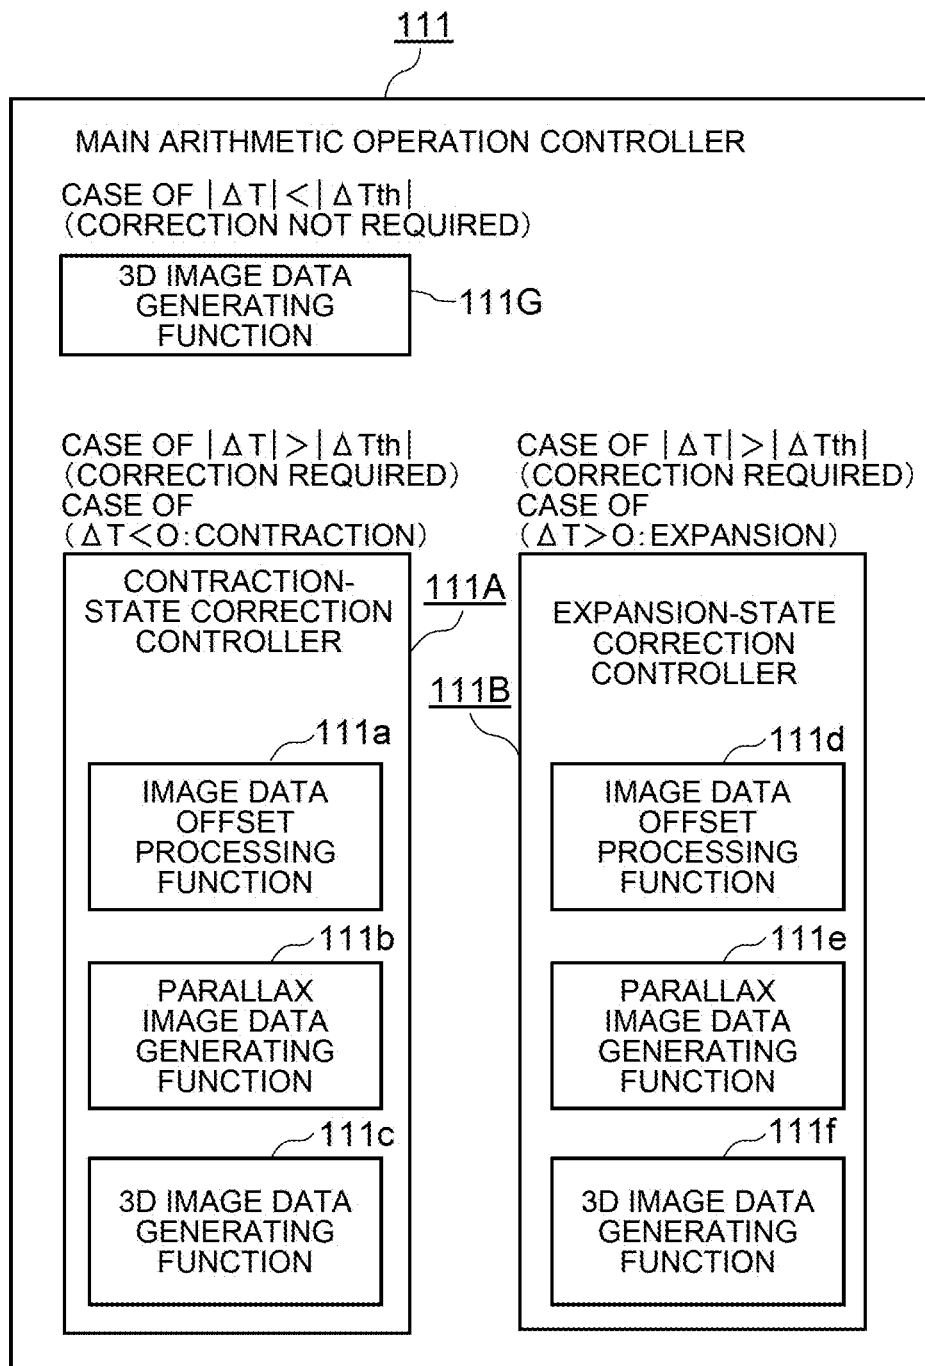 111
MAIN ARITHMETIC OPERATION CONTROLLER
CASE OF |ΔT|<|ΔTth|
(CORRECTION NOT REQUIRED)
3D IMAGE DATA
GENERATING
FUNCTION
111G
CASE OF |ΔT|>|ΔTth|
(CORRECTION REQUIRED)
CASE OF
(ΔT<O:CONTRACTION)
CONTRACTION-
STATE CORRECTION
CONTROLLER
111A
111a
IMAGE DATA
OFFSET
PROCESSING
FUNCTION
111b
PARALLAX
IMAGE DATA
GENERATING
FUNCTION
111c
3D IMAGE DATA
GENERATING
FUNCTION
CASE OF |ΔT|>|ΔTth|
(CORRECTION REQUIRED)
CASE OF
(ΔT>O:EXPANSION)
111B
EXPANSION-STATE
CORRECTION
CONTROLLER
111d
IMAGE DATA
OFFSET
PROCESSING
FUNCTION
111e
PARALLAX
IMAGE DATA
GENERATING
FUNCTION
111f
3D IMAGE DATA
GENERATING
FUNCTION